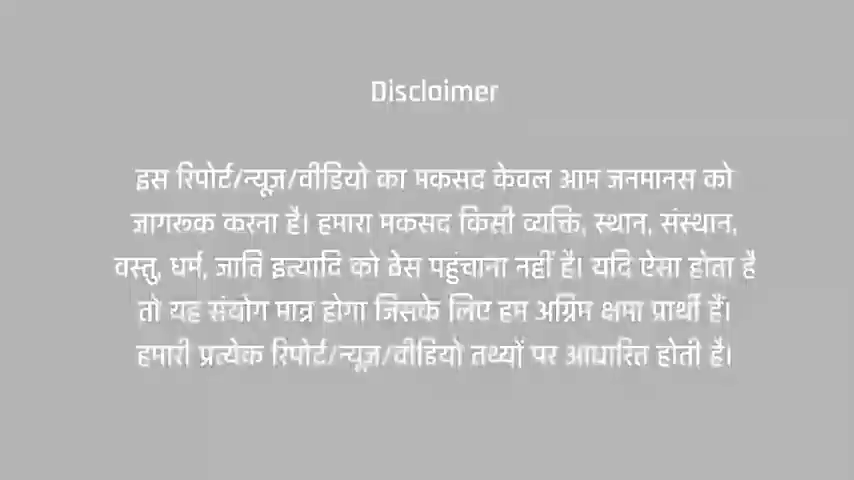 Disclaimer
इस रिपोर्ट/न्यूज़/वीडियो का मकसद केवल आम जनमानस को
जागरूक करना है। हमारा मकसद किसी व्यक्ति, स्थान, संस्थान,
वस्तु, धर्म, जाति इत्यादि को ठेस पहुंचाना नहीं है। यदि ऐसा होता है
तो यह संयोग मात्र होगा जिसके लिए हम अग्रिम क्षमा प्रार्थी हैं।
हमारी प्रत्येक रिपोर्ट/न्यूज़/वीडियो तथ्यों पर आधारित होती है।